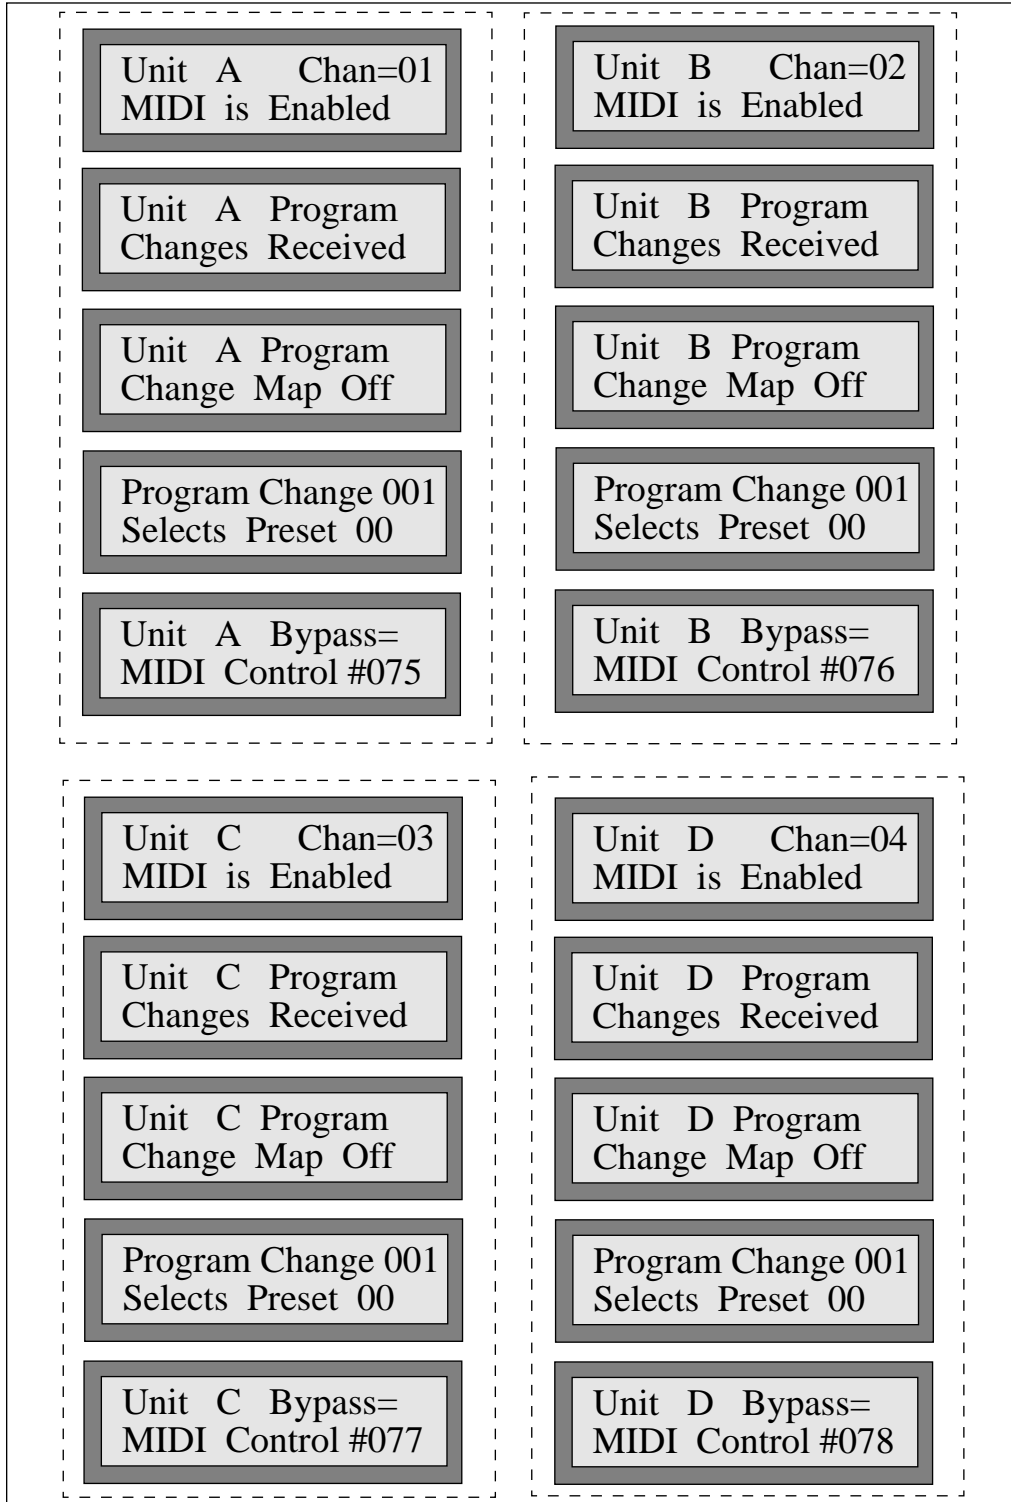 Unit A Chan=01
MIDI is Enabled
Unit A Program
Changes Received
Unit A Program
Change Map Off
Program Change 001
Selects Preset 00
Unit A Bypass=
MIDI Control #075
Unit B Chan=02
MIDI is Enabled
Unit B Program
Changes Received
Unit B Program
Change Map Off
Program Change 001
Selects Preset 00
Unit B Bypass=
MIDI Control #076
Unit C Chan=03
MIDI is Enabled
Unit C Program
Changes Received
Unit C Program
Change Map Off
Program Change 001
Selects Preset 00
Unit C Bypass=
MIDI Control #077
Unit D Chan=04
MIDI is Enabled
Unit D Program
Changes Received
Unit D Program
Change Map Off
Program Change 001
Selects Preset 00
Unit D Bypass=
MIDI Control #078